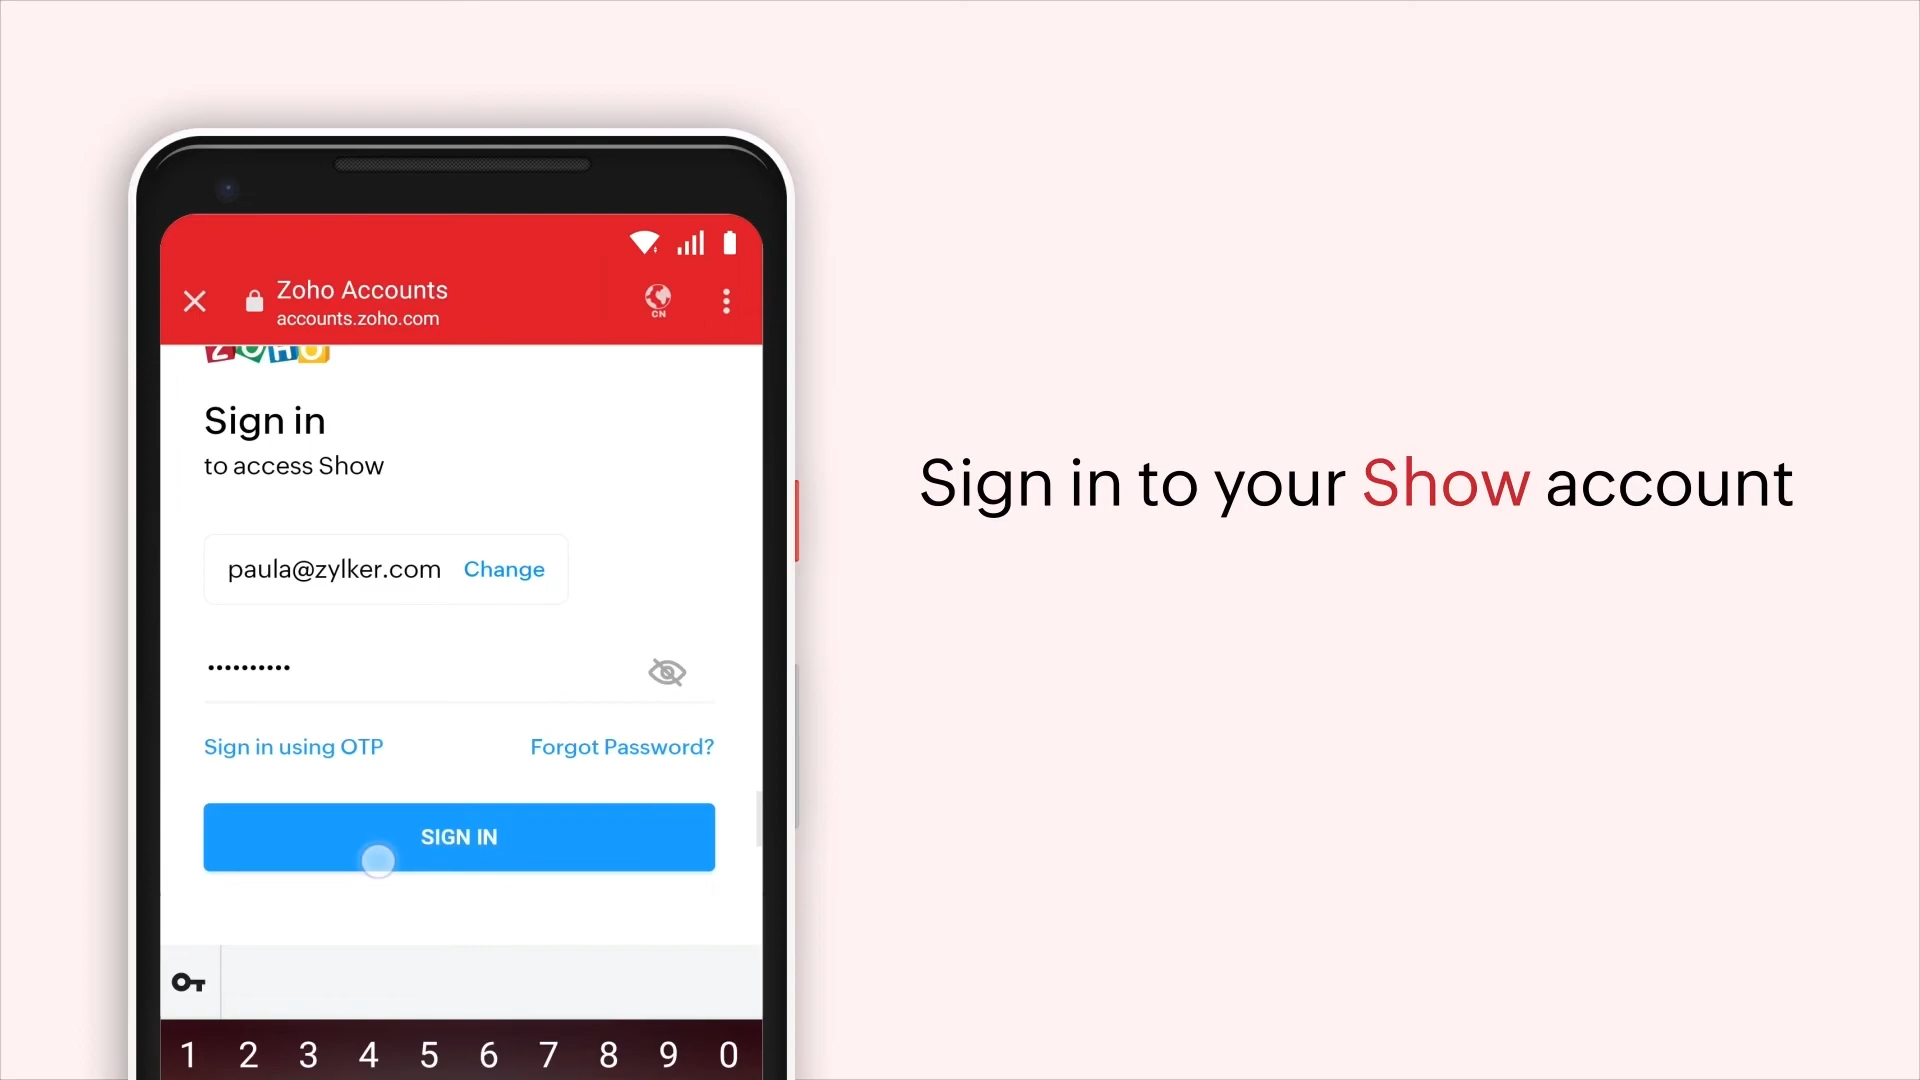 Zoho Accounts
accounts.zoho.com
CN
ZOHO
Sign in
to access Show
paula@zylker.com Change
••••••••••
Sign in using OTP Forgot Password?
SIGN IN
1 2 3 4 5 6 7 8 9 0
Sign in to your Show account